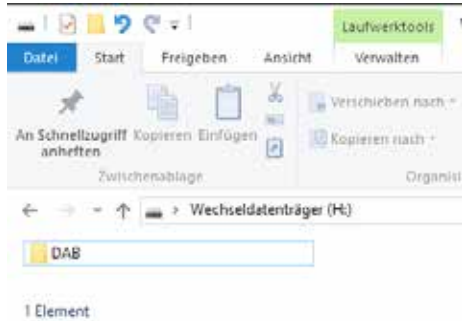 Laufwerktools
Datei Start Freigeben Ansicht Verwalten
An Schnellzugriff anheften
Kopieren Einfügen
Verschieben nach
Kopieren nach
Zwischenablage
Organisi
Wechseldatenträger (H:)
DAB
1 Element